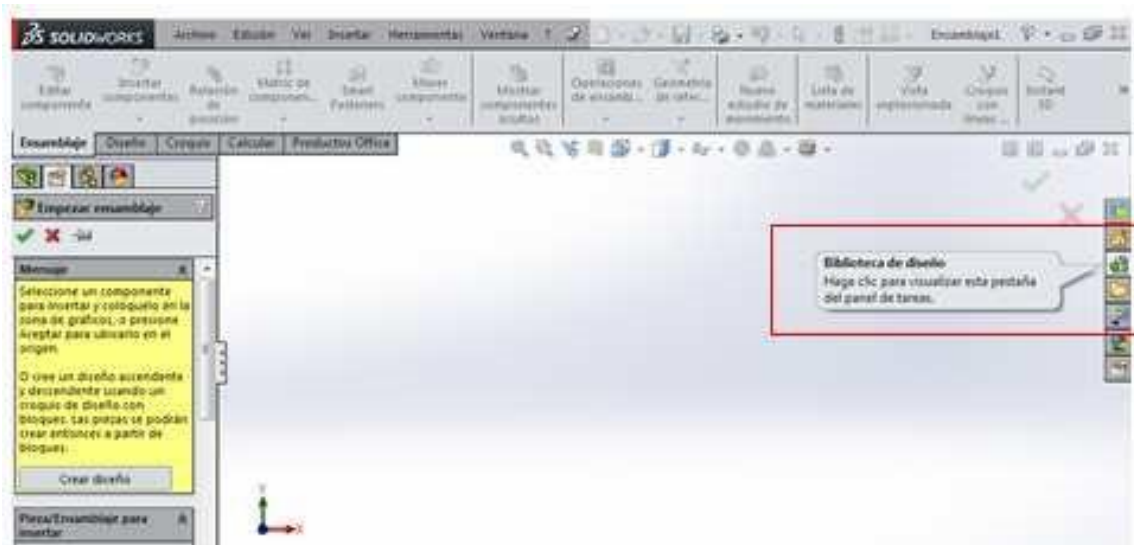 SOLIDWORKS Archivo Edición Ver Insertar Herramientas Ventana ? Ensamblaje1
Editar componente
Insertar componentes
Relación de posición
Matriz de componen...
Smart Fasteners
Mover componente
Mostrar componentes ocultos
Operaciones de ensambl...
Geometría de refer...
Nuevo estudio de movimiento
Lista de materiales
Vista explosionada
Croquis con líneas ...
Instant 3D
Ensamblaje Diseño Croquis Calcular Productos Office
Empezar ensamblaje ?
Mensaje
Seleccione un componente
para insertar y colóquelo en la
zona de gráficos, o presione
Aceptar para ubicarlo en el
origen.
O cree un diseño ascendente
y descendente usando un
croquis de diseño con
bloques. Las piezas se podrán
crear entonces a partir de
bloques.
Crear diseño
Pieza/Ensamblaje para
insertar
Biblioteca de diseño
Haga clic para visualizar esta pestaña
del panel de tareas.
Y
X